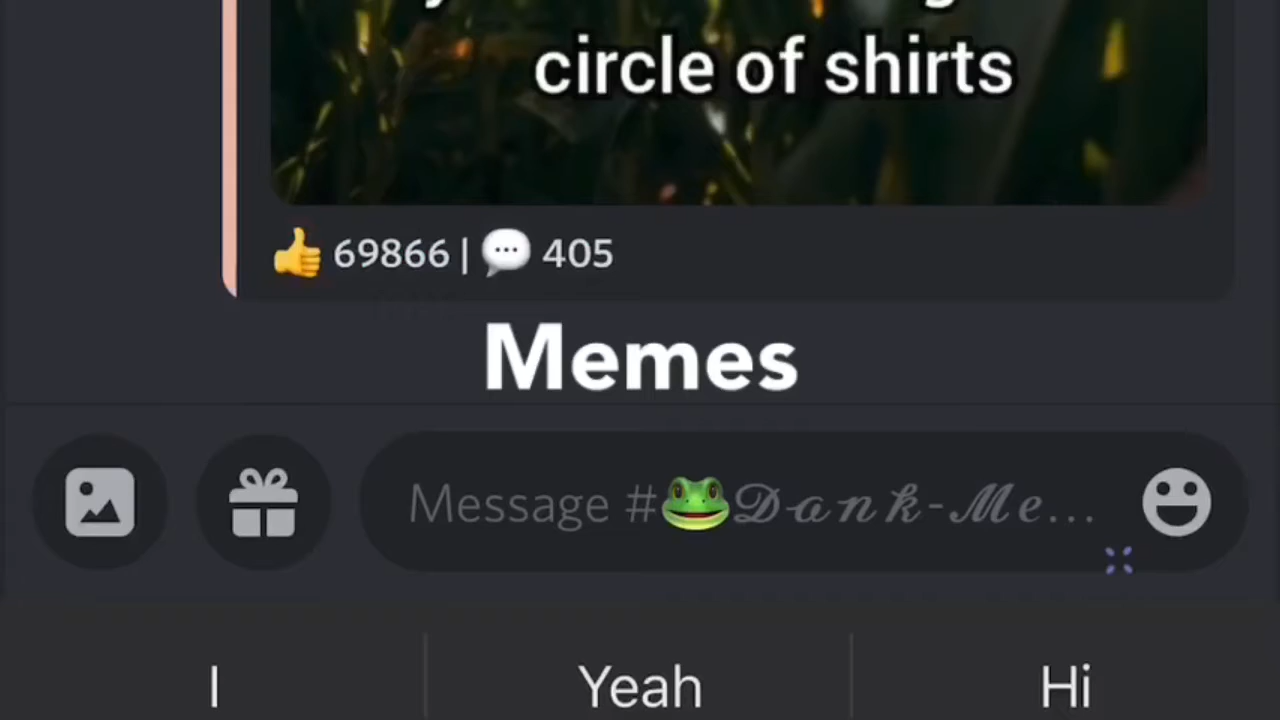 circle of shirts
👍 69866 | 💬 405
Memes
Message #🐸𝓓𝓪𝓷𝓴-𝓜𝓮...
I
Yeah
Hi